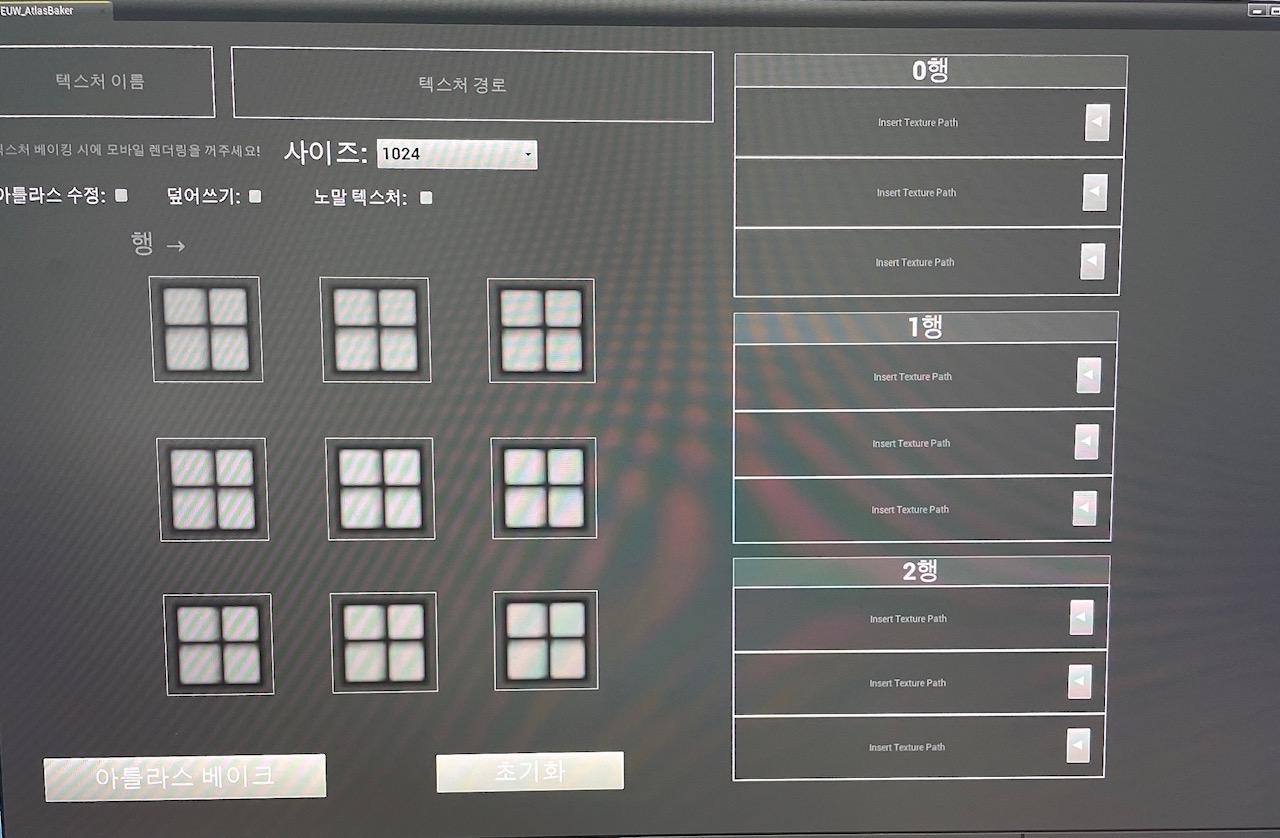 EUW_AtlasBaker
텍스처 이름
텍스처 경로
텍스처 베이킹 시에 모바일 렌더링을 꺼주세요!
사이즈: 1024
아틀라스 수정:
덮어쓰기:
노말 텍스처:
행 →
아틀라스 베이크
초기화
0행
Insert Texture Path
Insert Texture Path
Insert Texture Path
1행
Insert Texture Path
Insert Texture Path
Insert Texture Path
2행
Insert Texture Path
Insert Texture Path
Insert Texture Path